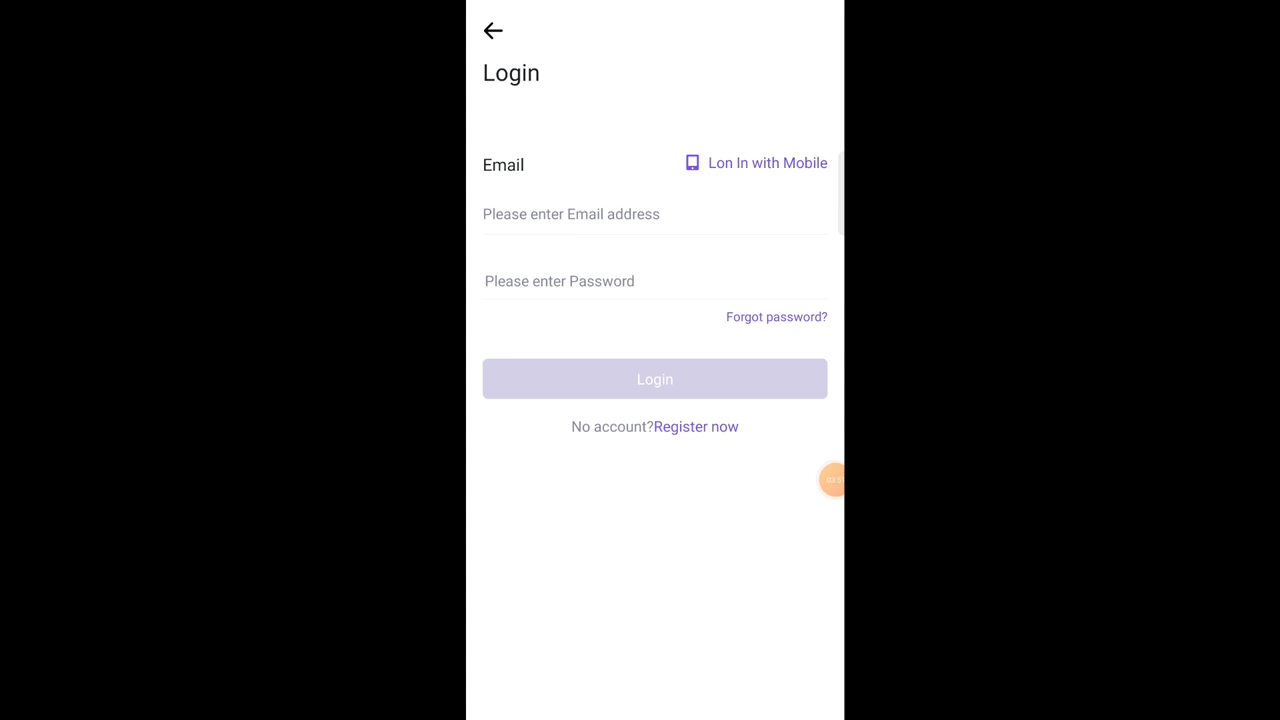 Login
Email
Lon In with Mobile
Please enter Email address
Please enter Password
Forgot password?
Login
No account?Register now